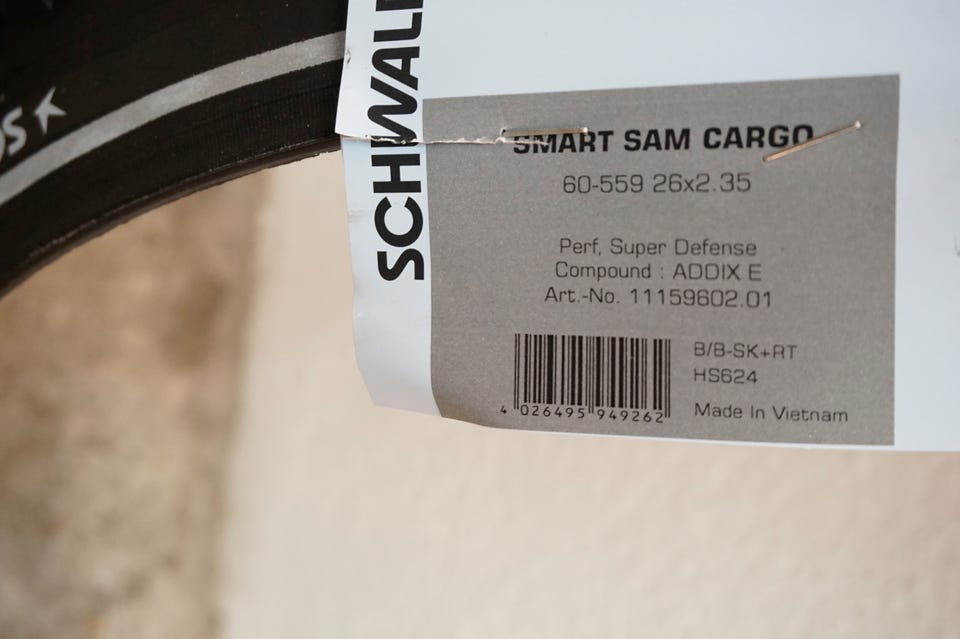 SCHWALBE
SMART SAM CARGO
60-559 26x2.35
Perf, Super Defense
Compound : ADDIX E
Art.-No. 11159602.01
B/B-SK+RT
HS624
4 026495 949262
Made In Vietnam